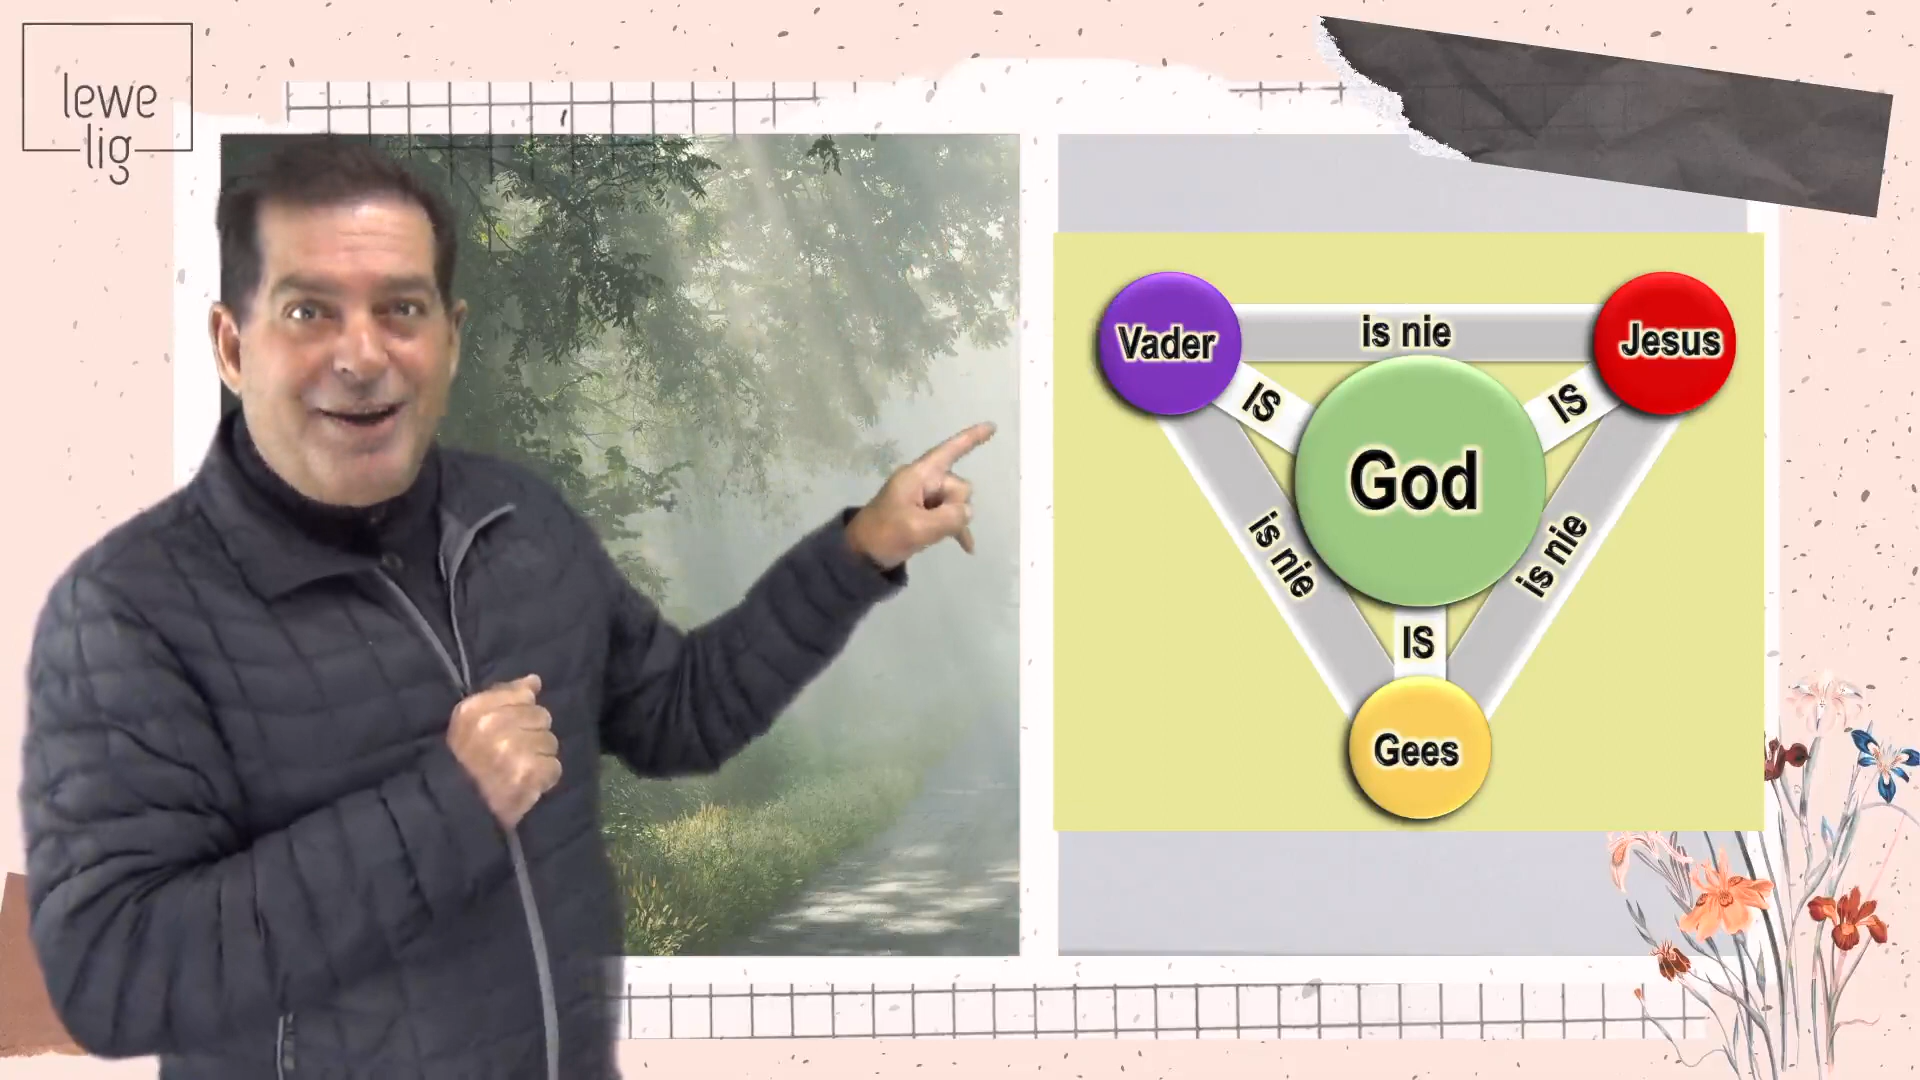 lewe
lig
Vader
is nie
Jesus
IS
IS
God
is nie
is nie
IS
Gees